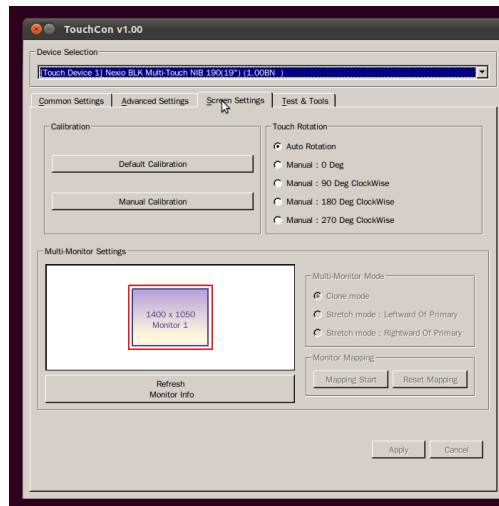 TouchCon v1.00
Device Selection
[Touch Device 1] Nexio BLK Multi-Touch NIB 190(19") (1.00BN )
Common Settings Advanced Settings Screen Settings Test & Tools
Calibration
Default Calibration
Manual Calibration
Touch Rotation
Auto Rotation
Manual : 0 Deg
Manual : 90 Deg ClockWise
Manual : 180 Deg ClockWise
Manual : 270 Deg ClockWise
Multi-Monitor Settings
1400 x 1050
Monitor 1
Refresh
Monitor Info
Multi-Monitor Mode
Clone mode
Stretch mode : Leftward Of Primary
Stretch mode : Rightward Of Primary
Monitor Mapping
Mapping Start Reset Mapping
Apply Cancel